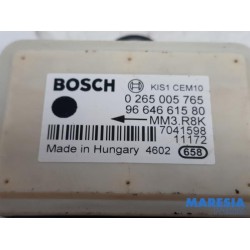 BOSCH KIS1 CEM10
0 265 005 765
96 646 615 80
MM3.R8K
7041598
11172
Made in Hungary 4602 658
MADESIA